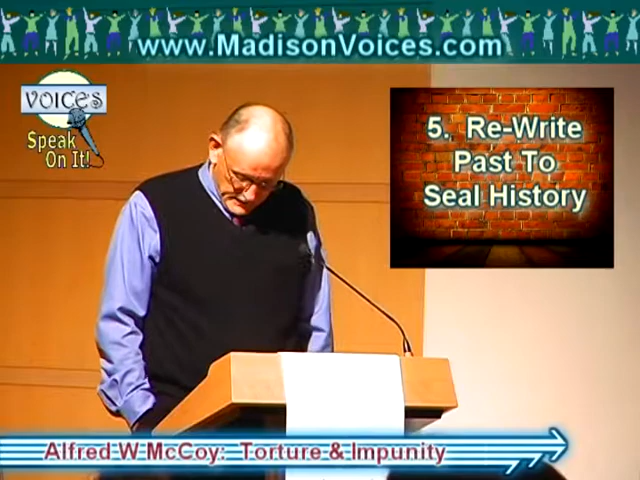 www.MadisonVoices.com
VOICES
Speak
On It!
5. Re-Write
Past To
Seal History
Alfred W McCoy: Torture & Impunity